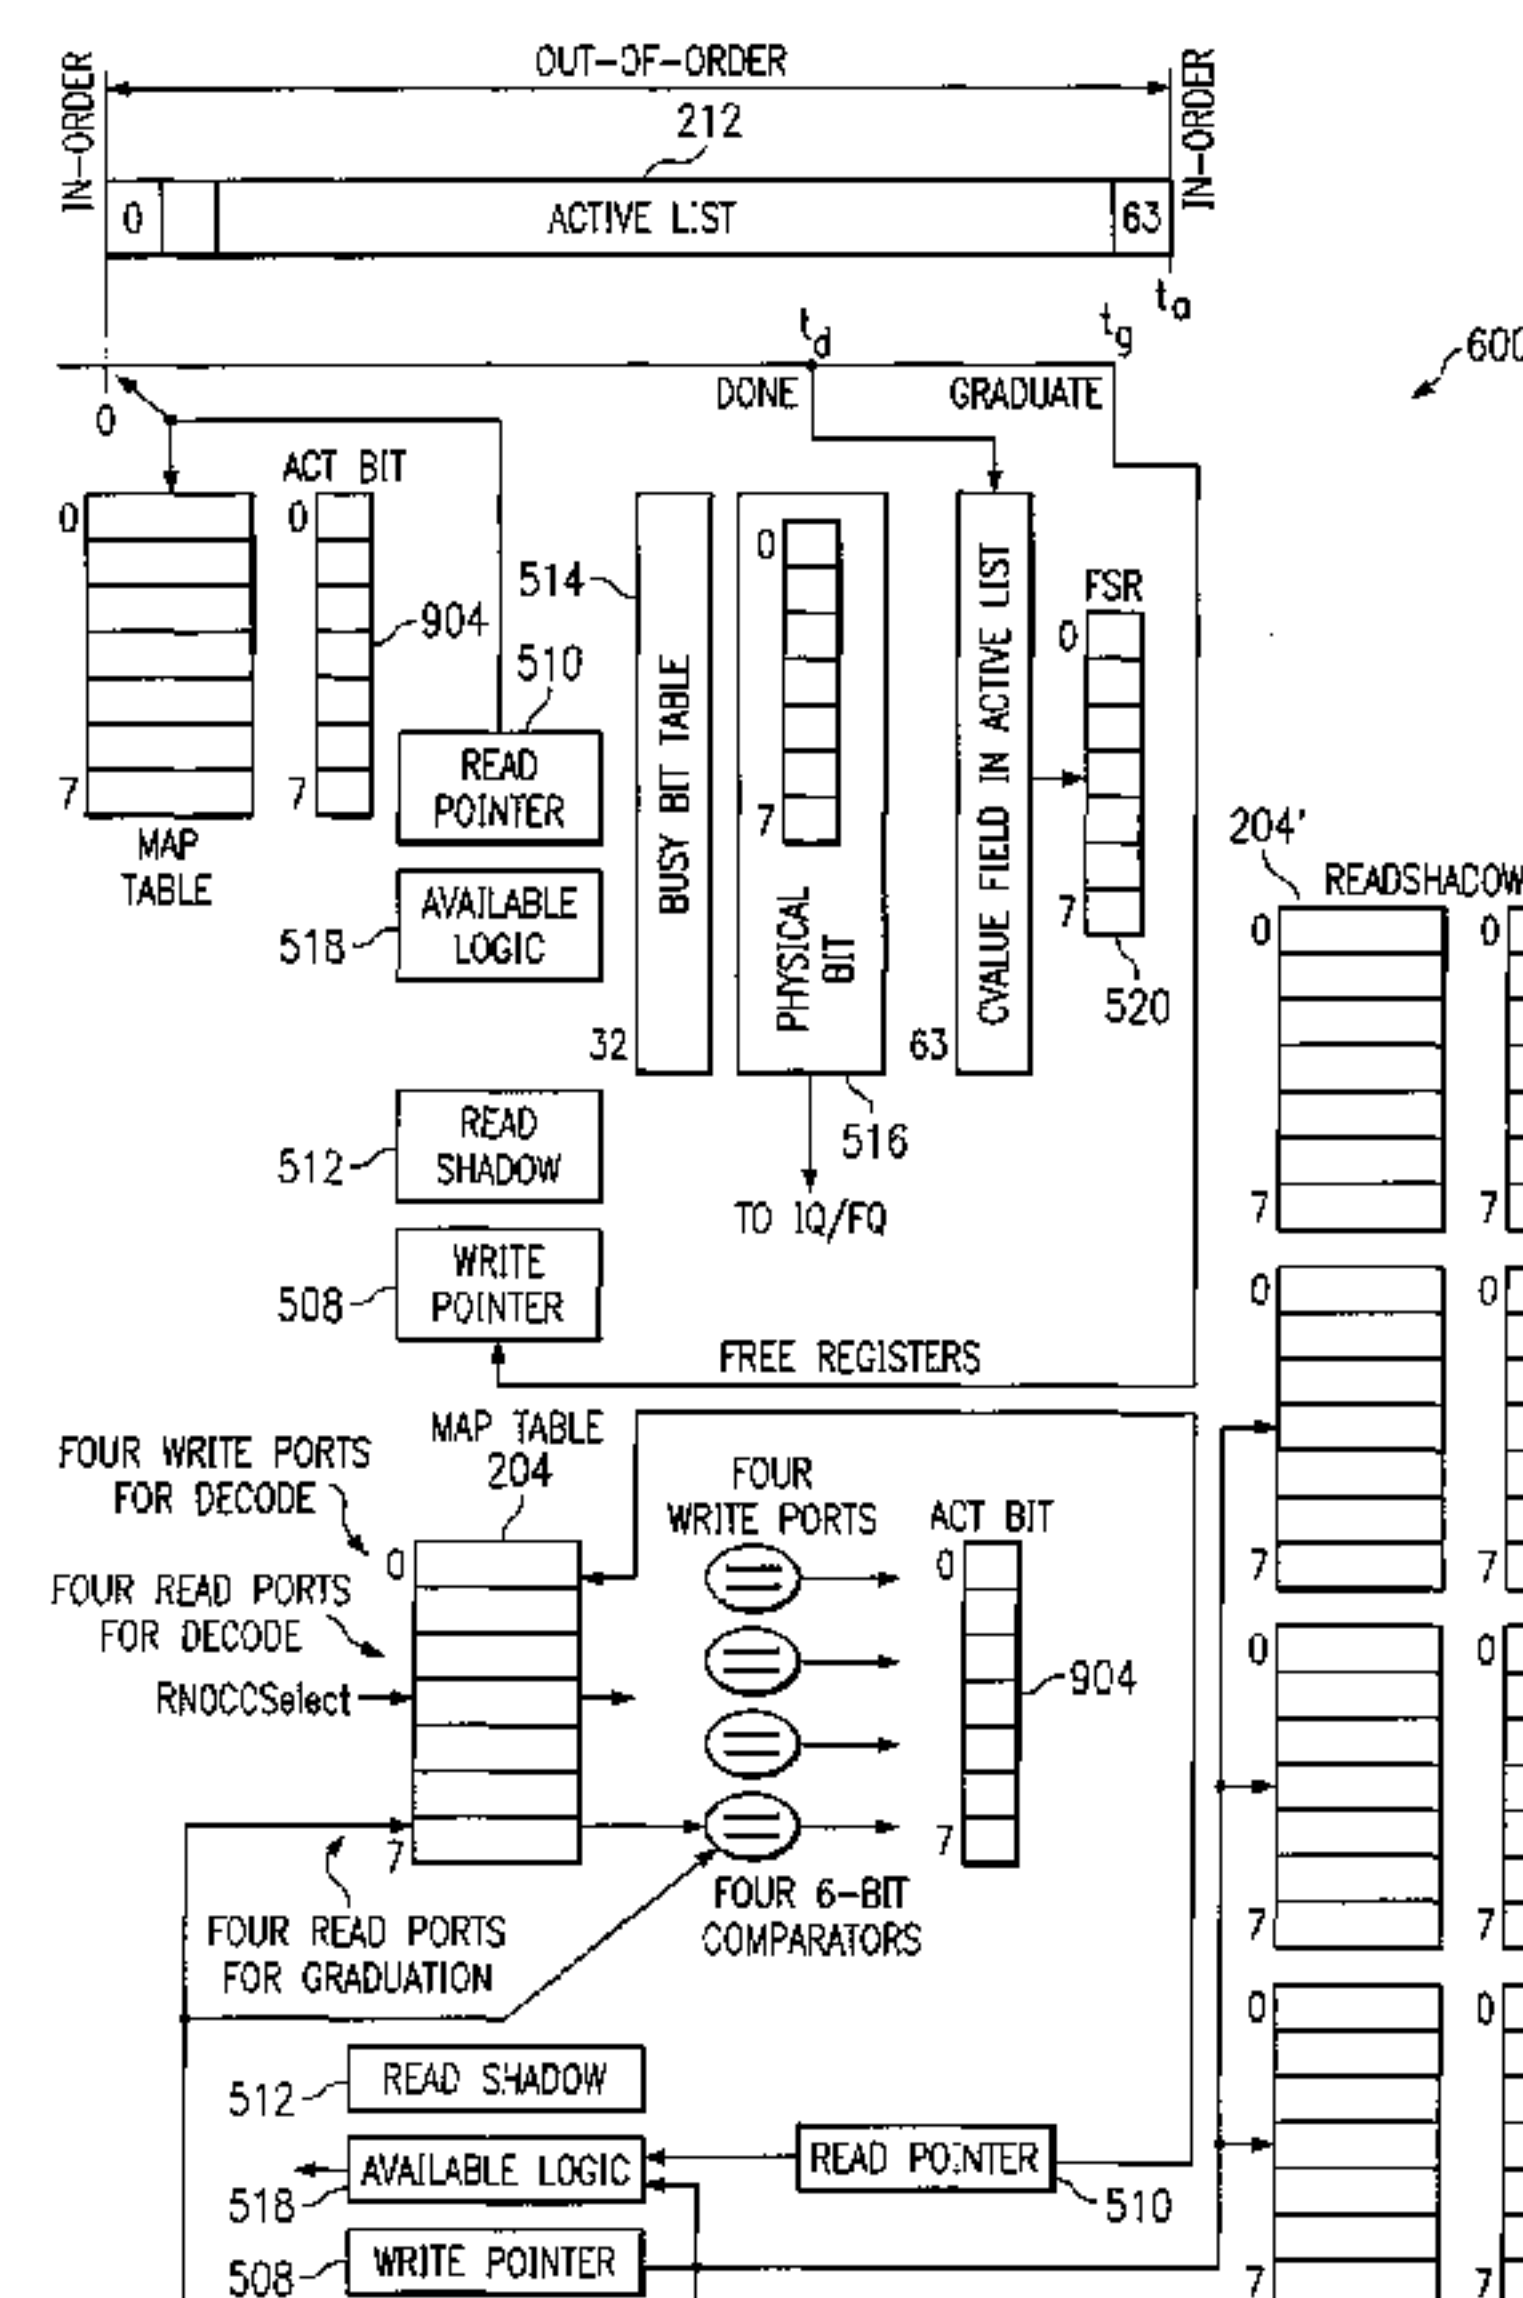 OUT-OF-ORDER
IN-ORDER
IN-ORDER
212
0
ACTIVE LIST
63
ta
td
tg
600
DONE
GRADUATE
0
ACT BIT
0
0
0
514
904
510
FSR
0
READ
POINTER
BUSY BIT TABLE
PHYSICAL
BIT
CVALUE FIELD IN ACTIVE LIST
7
7
7
MAP
TABLE
204'
READSHADOW
AVAILABLE
LOGIC
518
7
520
0
0
32
63
READ
SHADOW
512
516
TO IQ/FQ
7
7
WRITE
POINTER
508
0
0
FREE REGISTERS
MAP TABLE
204
FOUR WRITE PORTS
FOR DECODE
FOUR
WRITE PORTS
ACT BIT
0
0
7
7
FOUR READ PORTS
FOR DECODE
RNOCCSelect
904
0
0
7
7
FOUR 6-BIT
COMPARATORS
FOUR READ PORTS
FOR GRADUATION
7
7
0
0
READ SHADOW
512
AVAILABLE LOGIC
518
READ POINTER
510
WRITE POINTER
508
7
7